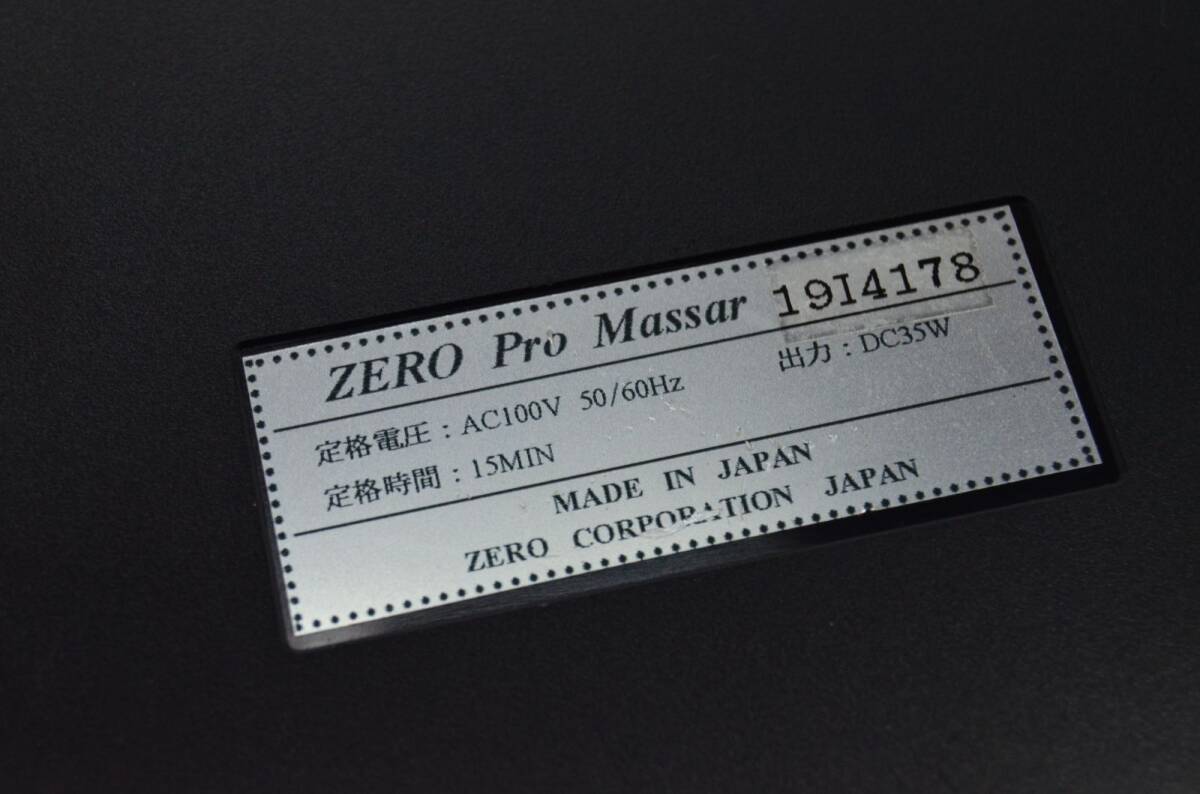 ZERO Pro Massar 19I4178
定格電圧：AC100V 50/60Hz 出力：DC35W
定格時間：15MIN
MADE IN JAPAN
ZERO CORPORATION JAPAN